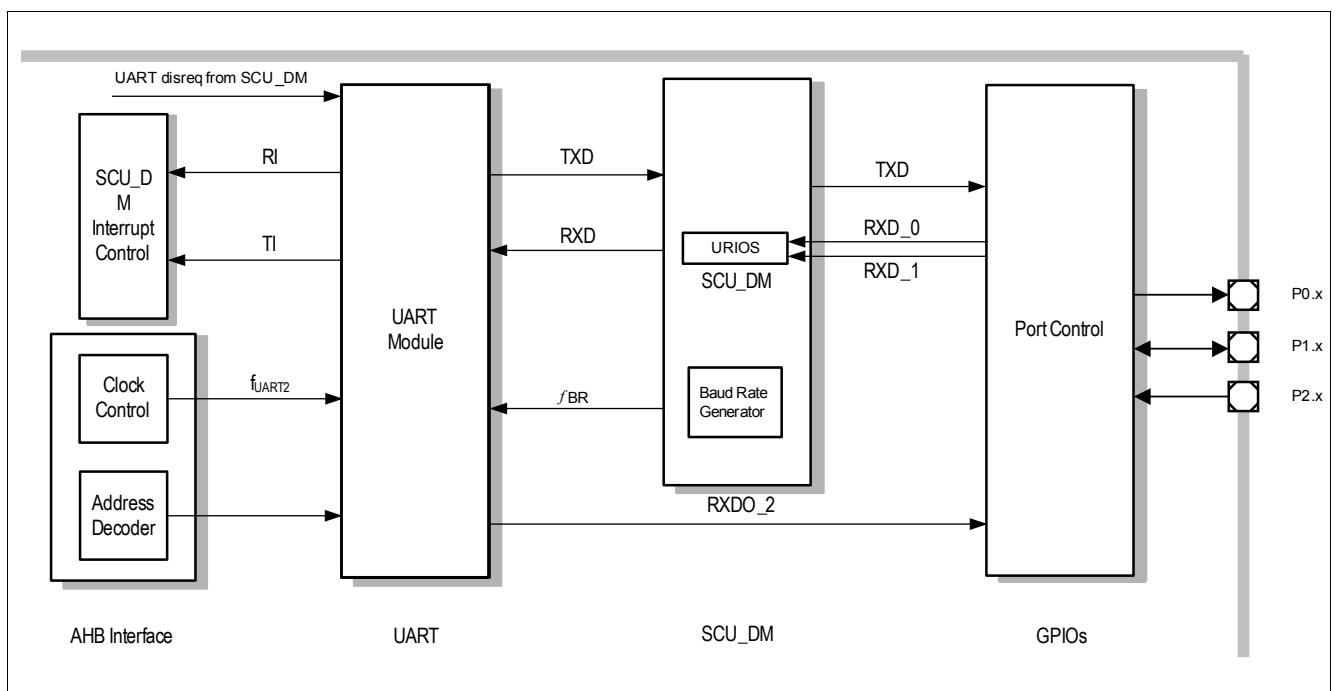 UART disreq from SCU_DM
SCU_D
M
Interrupt
Control
RI
TI
Clock
Control
fUART2
Address
Decoder
UART
Module
TXD
RXD
fBR
URIOS
SCU_DM
Baud Rate
Generator
TXD
RXD_0
RXD_1
RXDO_2
Port Control
P0.x
P1.x
P2.x
AHB Interface
UART
SCU_DM
GPIOs